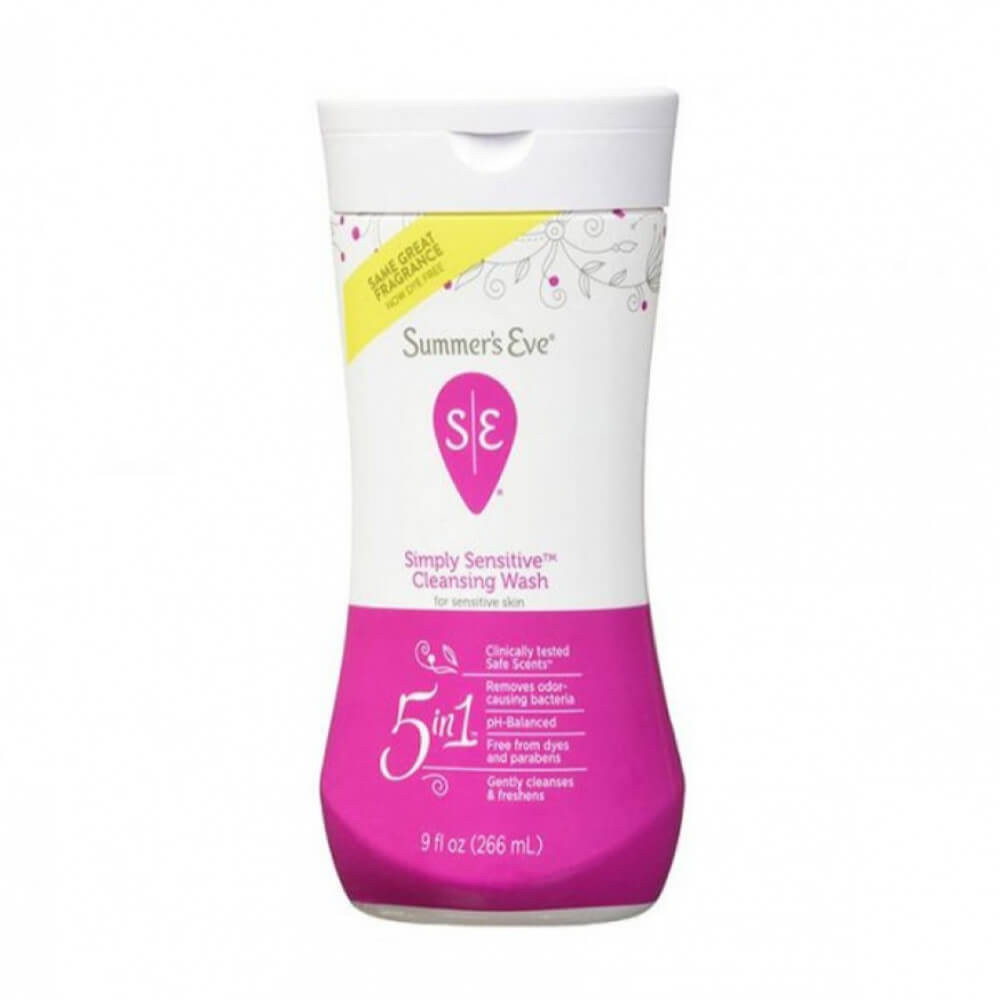 SAME GREAT
FRAGRANCE
NOW DYE FREE
Summer's Eve®
S|E®
Simply Sensitive™
Cleansing Wash
for sensitive skin
5in1™
Clinically tested
Safe Scents™
Removes odor-
causing bacteria
pH-Balanced
Free from dyes
and parabens
Gently cleanses
& freshens
9 fl oz (266 mL)